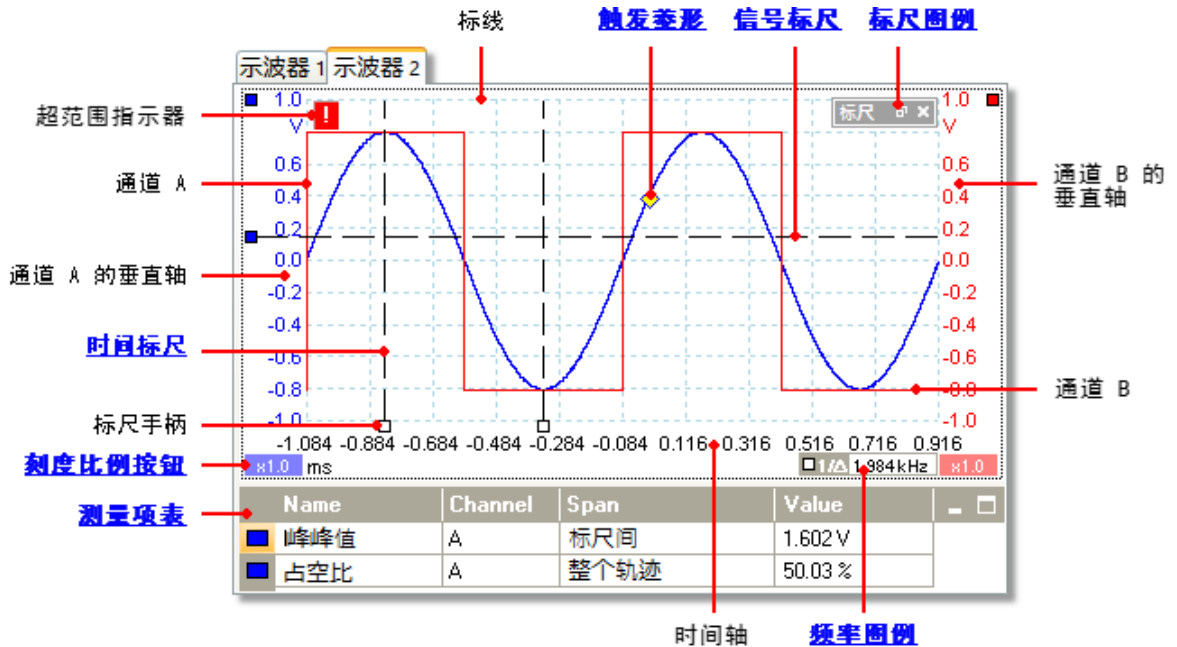 标线
触发菱形
信号标尺
标尺图例
示波器 1
示波器 2
超范围指示器
通道 A
通道 A 的垂直轴
时间标尺
标尺手柄
刻度比例按钮
测量项表
1.0
V
0.6
0.4
0.2
0.0
-0.2
-0.4
-0.6
-0.8
-1.0
!
标尺
1.0
V
0.6
0.4
0.2
0.0
-0.2
-0.4
-0.6
-0.8
-1.0
通道 B 的
垂直轴
通道 B
-1.084 -0.884 -0.684 -0.484 -0.284 -0.084 0.116 0.316 0.516 0.716 0.916
x1.0 ms
1/△ 1.984kHz x1.0
Name Channel Span Value
峰峰值 A 标尺间 1.602 V
占空比 A 整个轨迹 50.03 %
时间轴
频率图例